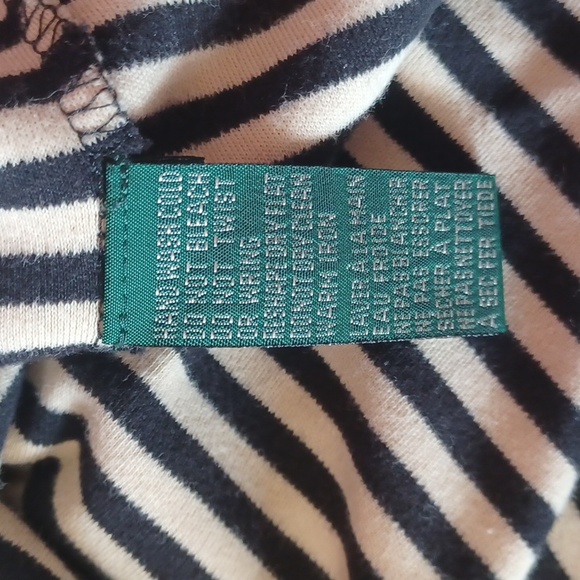 HAND WASH COLD
DO NOT BLEACH
DO NOT TWIST
OR WRING
RESHAPE DRY FLAT
DO NOT DRY CLEAN
WARM IRON
LAVER À LA MAIN
EAU FROIDE
NE PAS BLANCHIR
NE PAS ESSORER
SECHER A PLAT
NE PAS NETTOYER
A SEC FER TIEDE